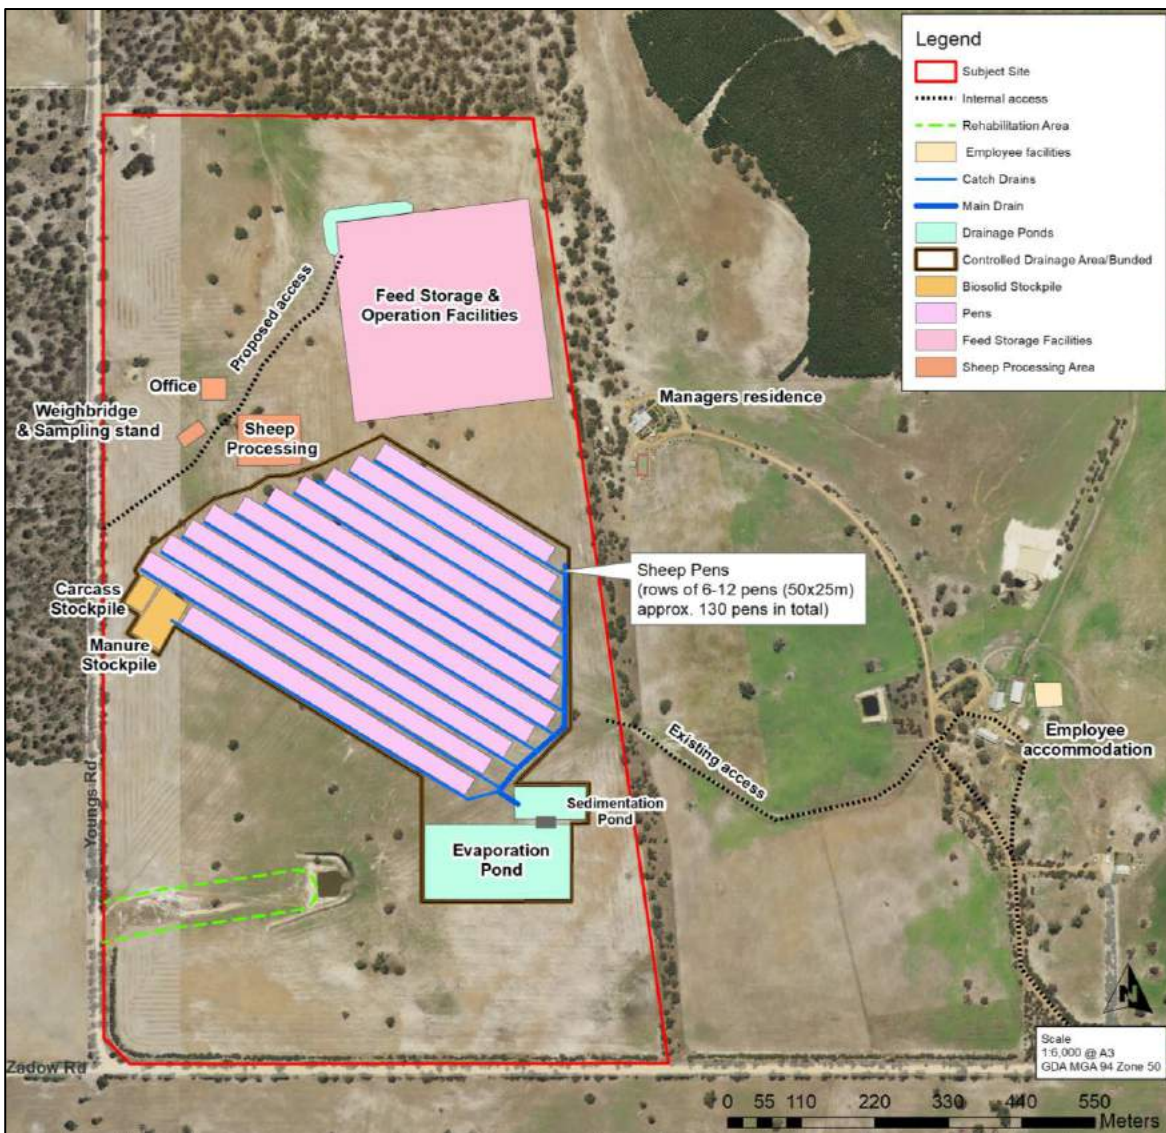 Legend
Subject Site
Internal access
Rehabilitation Area
Employee facilities
Catch Drains
Main Drain
Drainage Ponds
Controlled Drainage Area/Bunded
Biosolid Stockpile
Pens
Feed Storage Facilities
Sheep Processing Area
Feed Storage &
Operation Facilities
Proposed access
Office
Weighbridge
& Sampling stand
Sheep
Processing
Managers residence
Sheep Pens
(rows of 6-12 pens (50x25m)
approx. 130 pens in total)
Carcass
Stockpile
Manure
Stockpile
Existing access
Employee
accommodation
Sedimentation
Pond
Evaporation
Pond
Youngs Rd
Zadow Rd
N
Scale
1:6,000 @ A3
GDA MGA 94 Zone 50
0 55 110 220 330 440 550
Meters